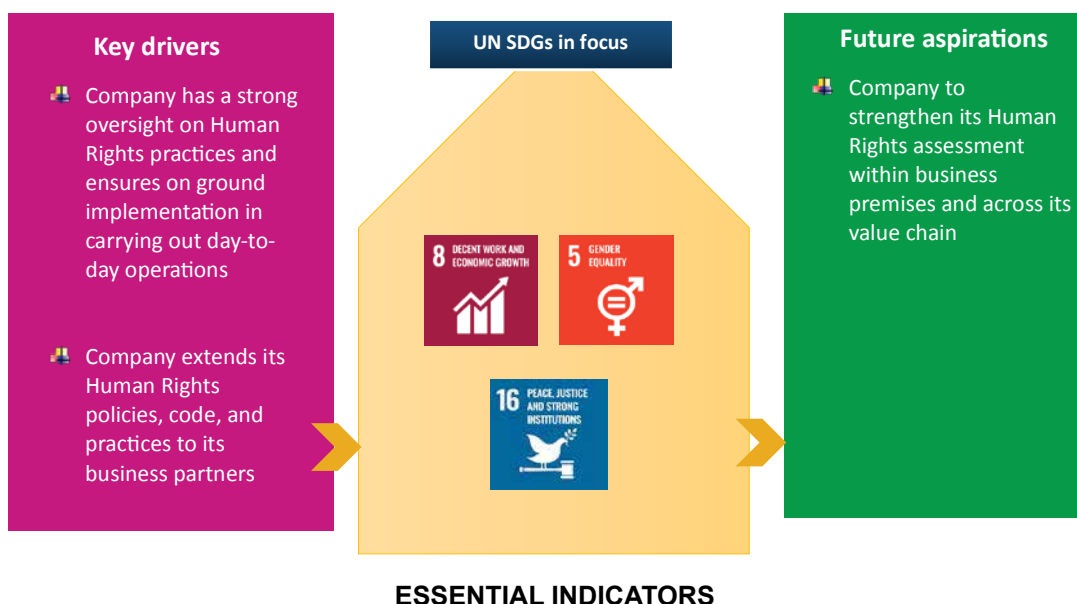 Key drivers
Company has a strong
oversight on Human
Rights practices and
ensures on ground
implementation in
carrying out day-to-
day operations
Company extends its
Human Rights
policies, code, and
practices to its
business partners
UN SDGs in focus
8 DECENT WORK AND
ECONOMIC GROWTH
5 GENDER
EQUALITY
16 PEACE, JUSTICE
AND STRONG
INSTITUTIONS
Future aspirations
Company to
strengthen its Human
Rights assessment
within business
premises and across its
value chain
ESSENTIAL INDICATORS